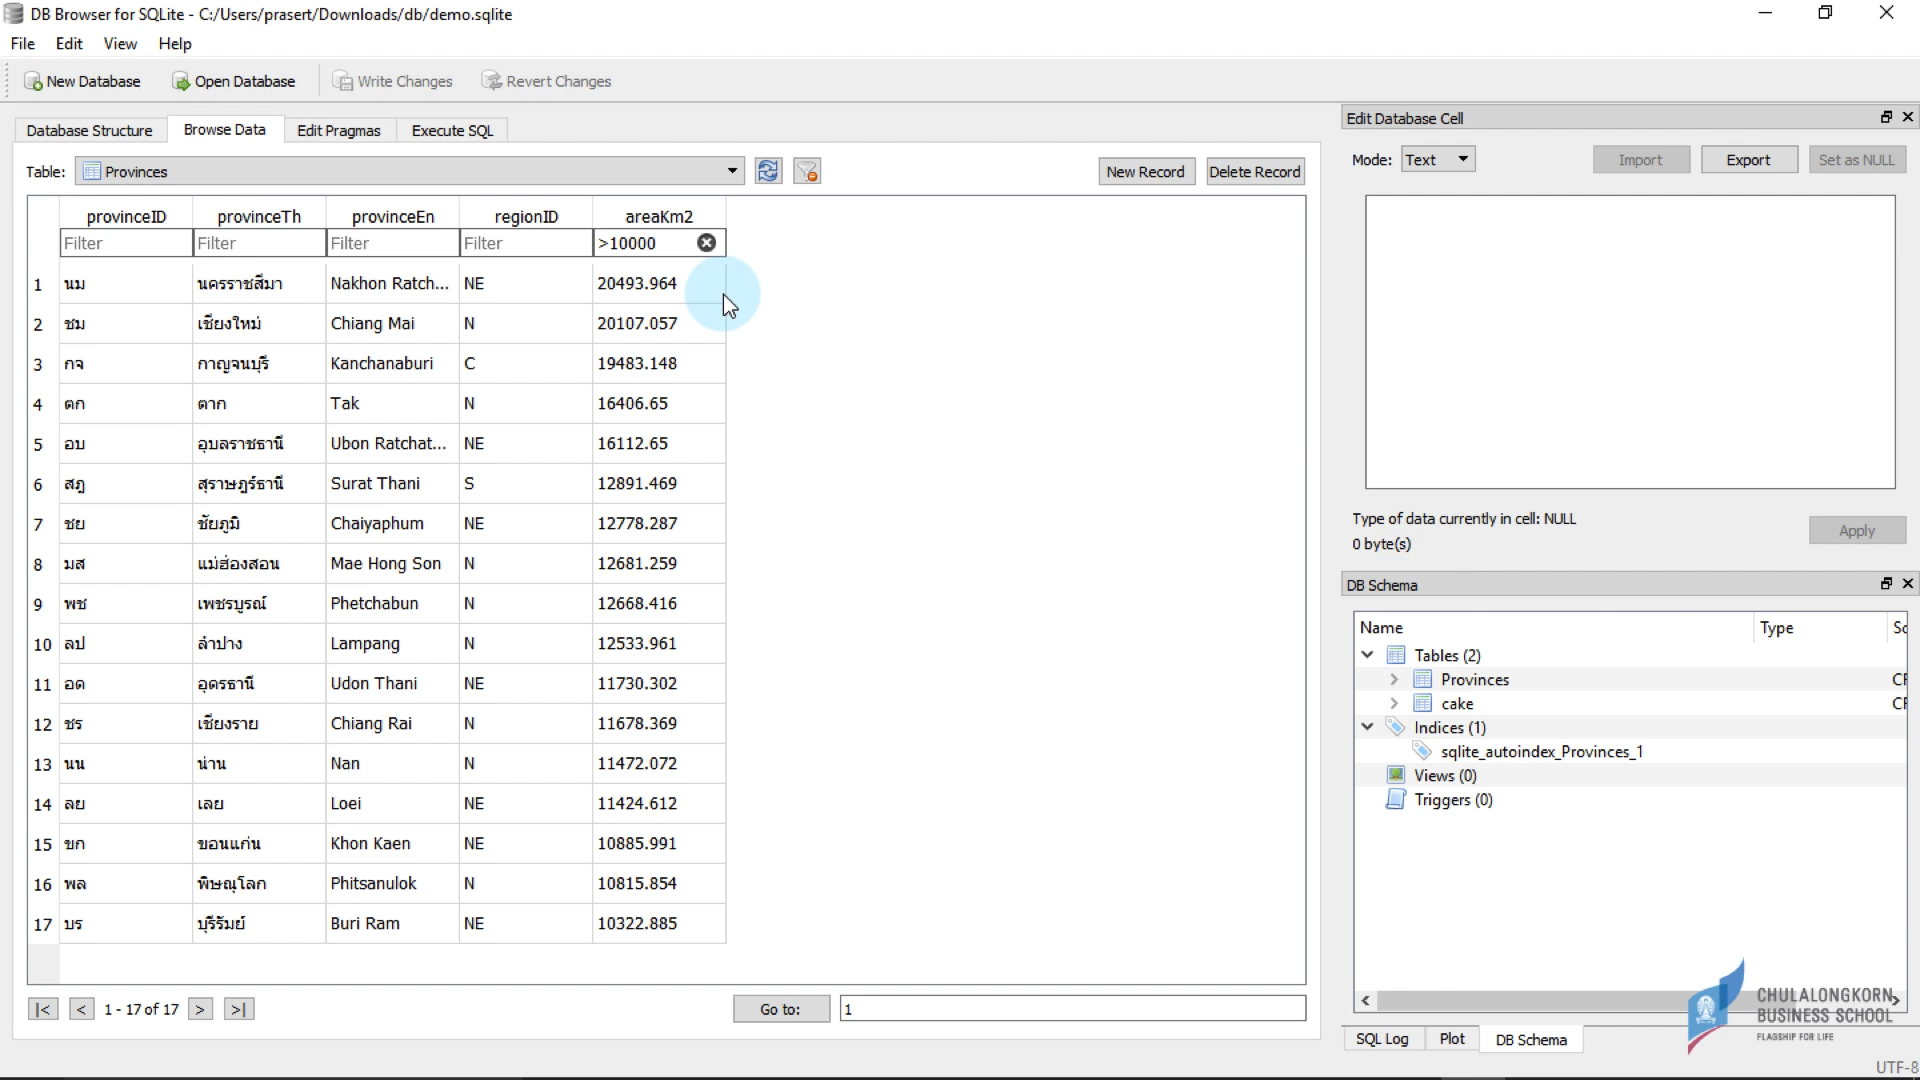 DB Browser for SQLite - C:/Users/prasert/Downloads/db/demo.sqlite
File Edit View Help
New Database Open Database Write Changes Revert Changes
Database Structure Browse Data Edit Pragmas Execute SQL
Table: Provinces New Record Delete Record
provinceID provinceTh provinceEn regionID areaKm2
Filter Filter Filter Filter >10000
1 นม นครราชสีมา Nakhon Ratch... NE 20493.964
2 ชม เชียงใหม่ Chiang Mai N 20107.057
3 กจ กาญจนบุรี Kanchanaburi C 19483.148
4 ตก ตาก Tak N 16406.65
5 อบ อุบลราชธานี Ubon Ratchat... NE 16112.65
6 สฎ สุราษฎร์ธานี Surat Thani S 12891.469
7 ชย ชัยภูมิ Chaiyaphum NE 12778.287
8 มส แม่ฮ่องสอน Mae Hong Son N 12681.259
9 พช เพชรบูรณ์ Phetchabun N 12668.416
10 ลป ลำปาง Lampang N 12533.961
11 อด อุดรธานี Udon Thani NE 11730.302
12 ชร เชียงราย Chiang Rai N 11678.369
13 นน น่าน Nan N 11472.072
14 ลย เลย Loei NE 11424.612
15 ขก ขอนแก่น Khon Kaen NE 10885.991
16 พล พิษณุโลก Phitsanulok N 10815.854
17 บร บุรีรัมย์ Buri Ram NE 10322.885
|< < 1 - 17 of 17 > >| Go to: 1
Edit Database Cell
Mode: Text Import Export Set as NULL
Type of data currently in cell: NULL
0 byte(s)
Apply
DB Schema
Name Type Sc
Tables (2)
Provinces CR
cake CR
Indices (1)
sqlite_autoindex_Provinces_1
Views (0)
Triggers (0)
CHULALONGKORN
BUSINESS SCHOOL
FLAGSHIP FOR LIFE
SQL Log Plot DB Schema
UTF-8